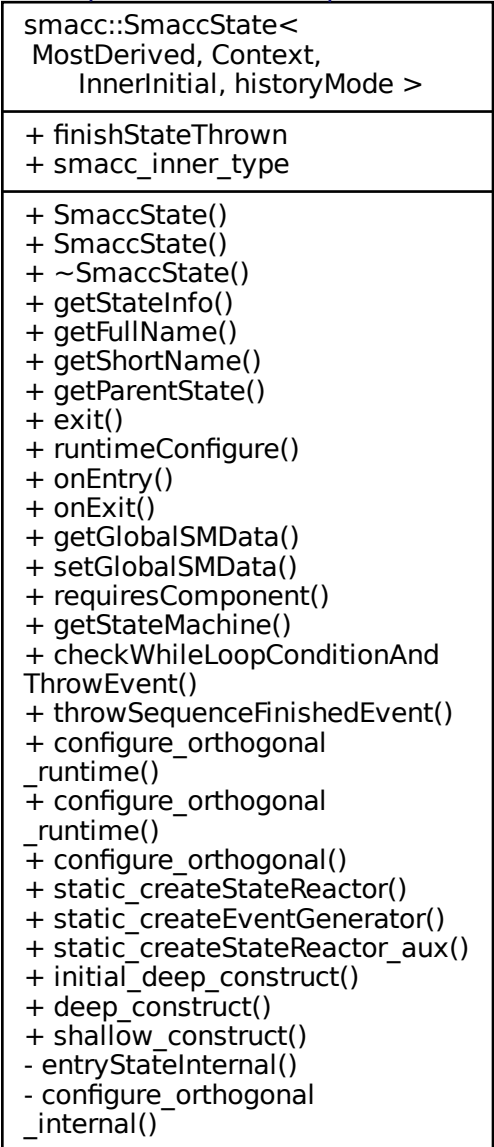 smacc::SmaccState<
MostDerived, Context,
InnerInitial, historyMode >
+ finishStateThrown
+ smacc_inner_type
+ SmaccState()
+ SmaccState()
+ ~SmaccState()
+ getStateInfo()
+ getFullName()
+ getShortName()
+ getParentState()
+ exit()
+ runtimeConfigure()
+ onEntry()
+ onExit()
+ getGlobalSMData()
+ setGlobalSMData()
+ requiresComponent()
+ getStateMachine()
+ checkWhileLoopConditionAnd
ThrowEvent()
+ throwSequenceFinishedEvent()
+ configure_orthogonal
_runtime()
+ configure_orthogonal
_runtime()
+ configure_orthogonal()
+ static_createStateReactor()
+ static_createEventGenerator()
+ static_createStateReactor_aux()
+ initial_deep_construct()
+ deep_construct()
+ shallow_construct()
- entryStateInternal()
- configure_orthogonal
_internal()